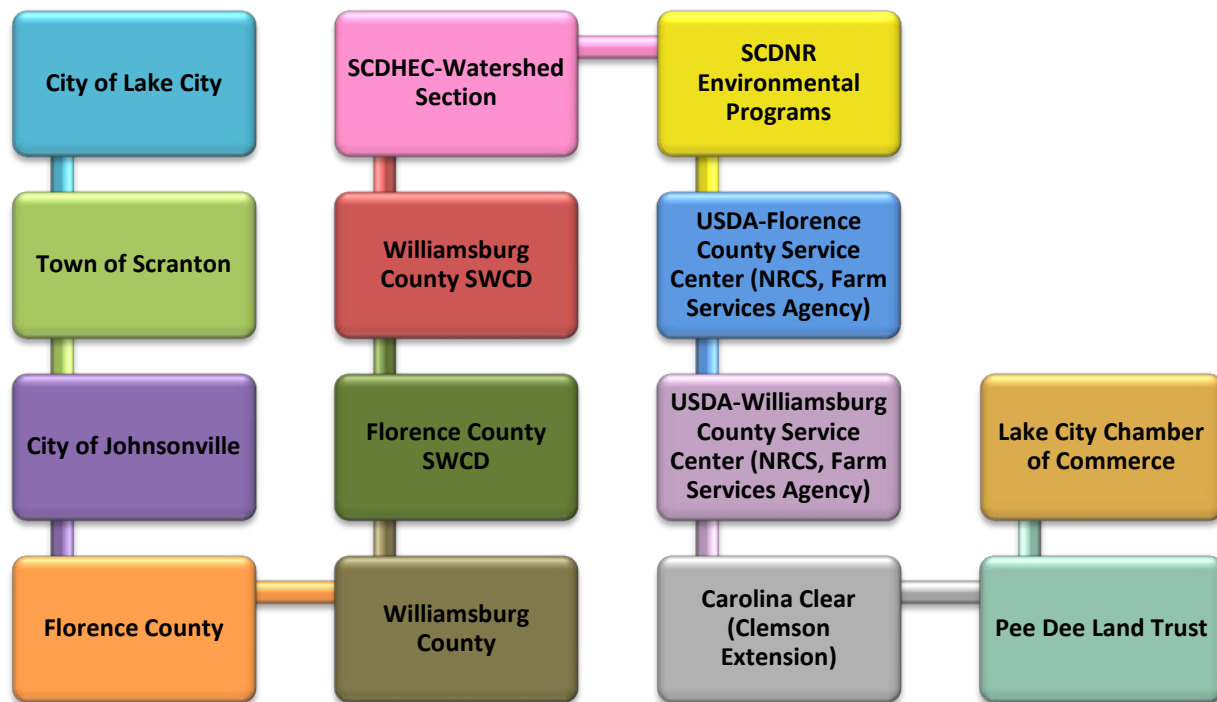 City of Lake City
Town of Scranton
City of Johnsonville
Florence County
Williamsburg
County
Florence County
SWCD
Williamsburg
County SWCD
SCDHEC-Watershed
Section
SCDNR
Environmental
Programs
USDA-Florence
County Service
Center (NRCS, Farm
Services Agency)
USDA-Williamsburg
County Service
Center (NRCS, Farm
Services Agency)
Carolina Clear
(Clemson
Extension)
Pee Dee Land Trust
Lake City Chamber
of Commerce